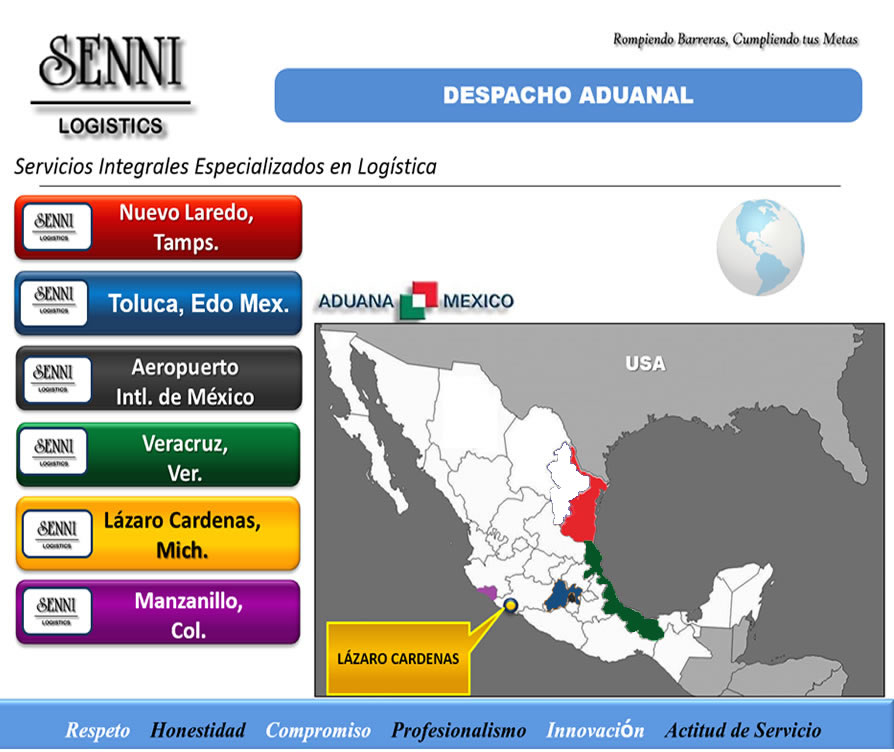 SENNI
LOGISTICS
Rompiendo Barreras, Cumpliendo tus Metas
DESPACHO ADUANAL
Servicios Integrales Especializados en Logística
SENNI
LOGISTICS
Nuevo Laredo,
Tamps.
SENNI
LOGISTICS
Toluca, Edo Mex.
SENNI
LOGISTICS
Aeropuerto
Intl. de México
SENNI
LOGISTICS
Veracruz,
Ver.
SENNI
LOGISTICS
Lázaro Cardenas,
Mich.
SENNI
LOGISTICS
Manzanillo,
Col.
ADUANA MEXICO
USA
LÁZARO CARDENAS
Respeto Honestidad Compromiso Profesionalismo Innovación Actitud de Servicio